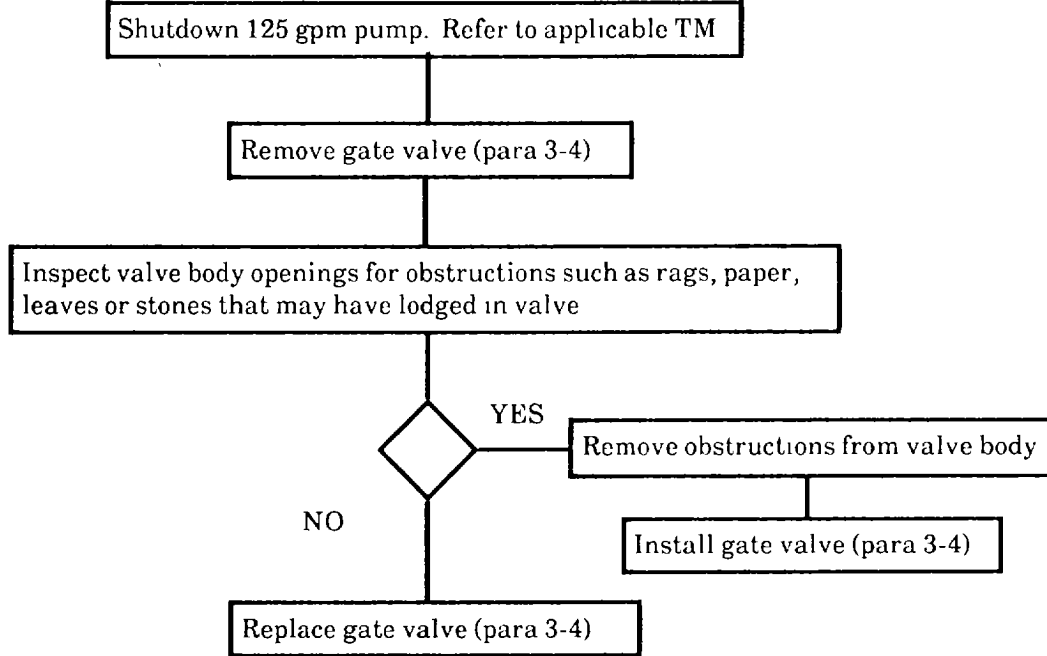 Shutdown 125 gpm pump. Refer to applicable TM
Remove gate valve (para 3-4)
Inspect valve body openings for obstructions such as rags, paper,
leaves or stones that may have lodged in valve
YES
Remove obstructions from valve body
NO
Install gate valve (para 3-4)
Replace gate valve (para 3-4)